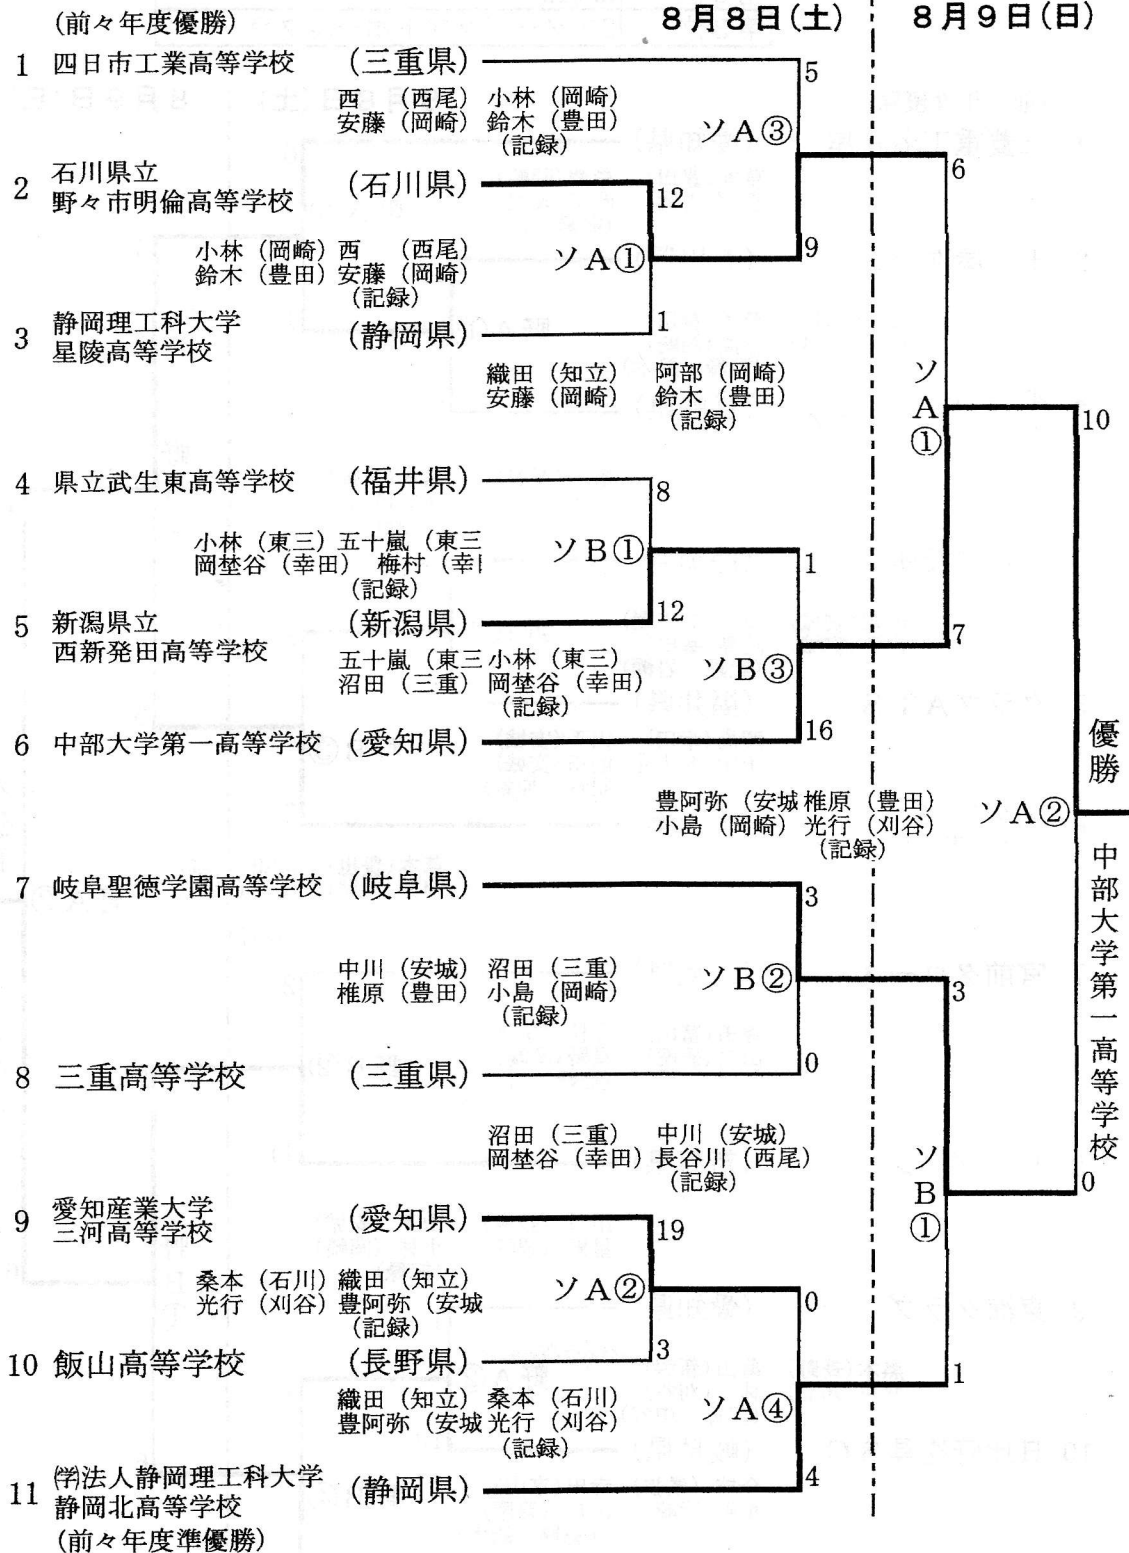 (前々年度優勝)
8月8日(土)
8月9日(日)
1 四日市工業高等学校 (三重県)
5
西 (西尾) 小林 (岡崎)
安藤 (岡崎) 鈴木 (豊田)
(記録)
ソA③
6
2 石川県立
野々市明倫高等学校
(石川県)
12
小林 (岡崎) 西 (西尾)
鈴木 (豊田) 安藤 (岡崎)
(記録)
ソA①
9
3 静岡理工科大学
星陵高等学校
(静岡県)
1
織田 (知立) 阿部 (岡崎)
安藤 (岡崎) 鈴木 (豊田)
(記録)
ソA①
10
4 県立武生東高等学校 (福井県)
8
小林 (東三) 五十嵐 (東三
岡埜谷 (幸田) 梅村 (幸
(記録)
ソB①
1
5 新潟県立
西新発田高等学校
(新潟県)
12
7
五十嵐 (東三 小林 (東三)
沼田 (三重) 岡埜谷 (幸田)
(記録)
ソB③
6 中部大学第一高等学校 (愛知県)
16
豊阿弥 (安城 椎原 (豊田)
小島 (岡崎) 光行 (刈谷)
(記録)
ソA②
優勝
中部大学第一高等学校
7 岐阜聖徳学園高等学校 (岐阜県)
3
中川 (安城) 沼田 (三重)
椎原 (豊田) 小島 (岡崎)
(記録)
ソB②
3
8 三重高等学校 (三重県)
0
沼田 (三重) 中川 (安城)
岡埜谷 (幸田) 長谷川 (西尾)
(記録)
ソB①
0
9 愛知産業大学
三河高等学校
(愛知県)
19
桑本 (石川) 織田 (知立)
光行 (刈谷) 豊阿弥 (安城
(記録)
ソA②
0
10 飯山高等学校 (長野県)
3
1
織田 (知立) 桑本 (石川)
豊阿弥 (安城 光行 (刈谷)
(記録)
ソA④
11 ㈻法人静岡理工科大学
静岡北高等学校
(静岡県)
4
(前々年度準優勝)